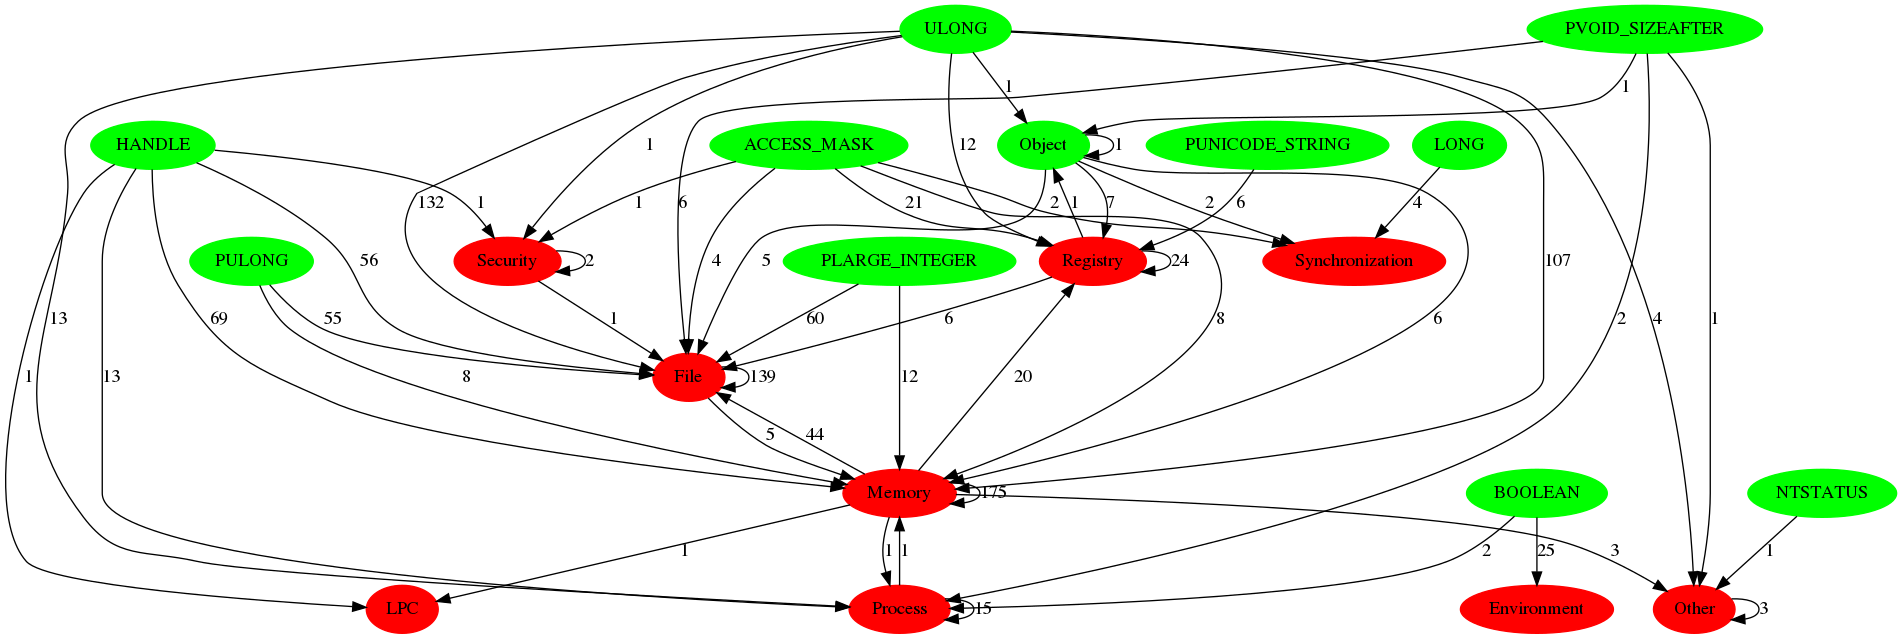 ULONG
PVOID_SIZEAFTER
1
1
HANDLE
ACCESS_MASK
Object
PUNICODE_STRING
LONG
1
12
1
132
1
1
6
21
2
1
7
2
6
4
PULONG
Security
PLARGE_INTEGER
Registry
Synchronization
56
2
4
5
24
107
69
55
1
60
6
8
6
13
2
4
1
File
1
13
8
139
12
20
5
44
Memory
175
BOOLEAN
NTSTATUS
1
1
1
2
25
3
1
LPC
Process
15
Environment
Other
3